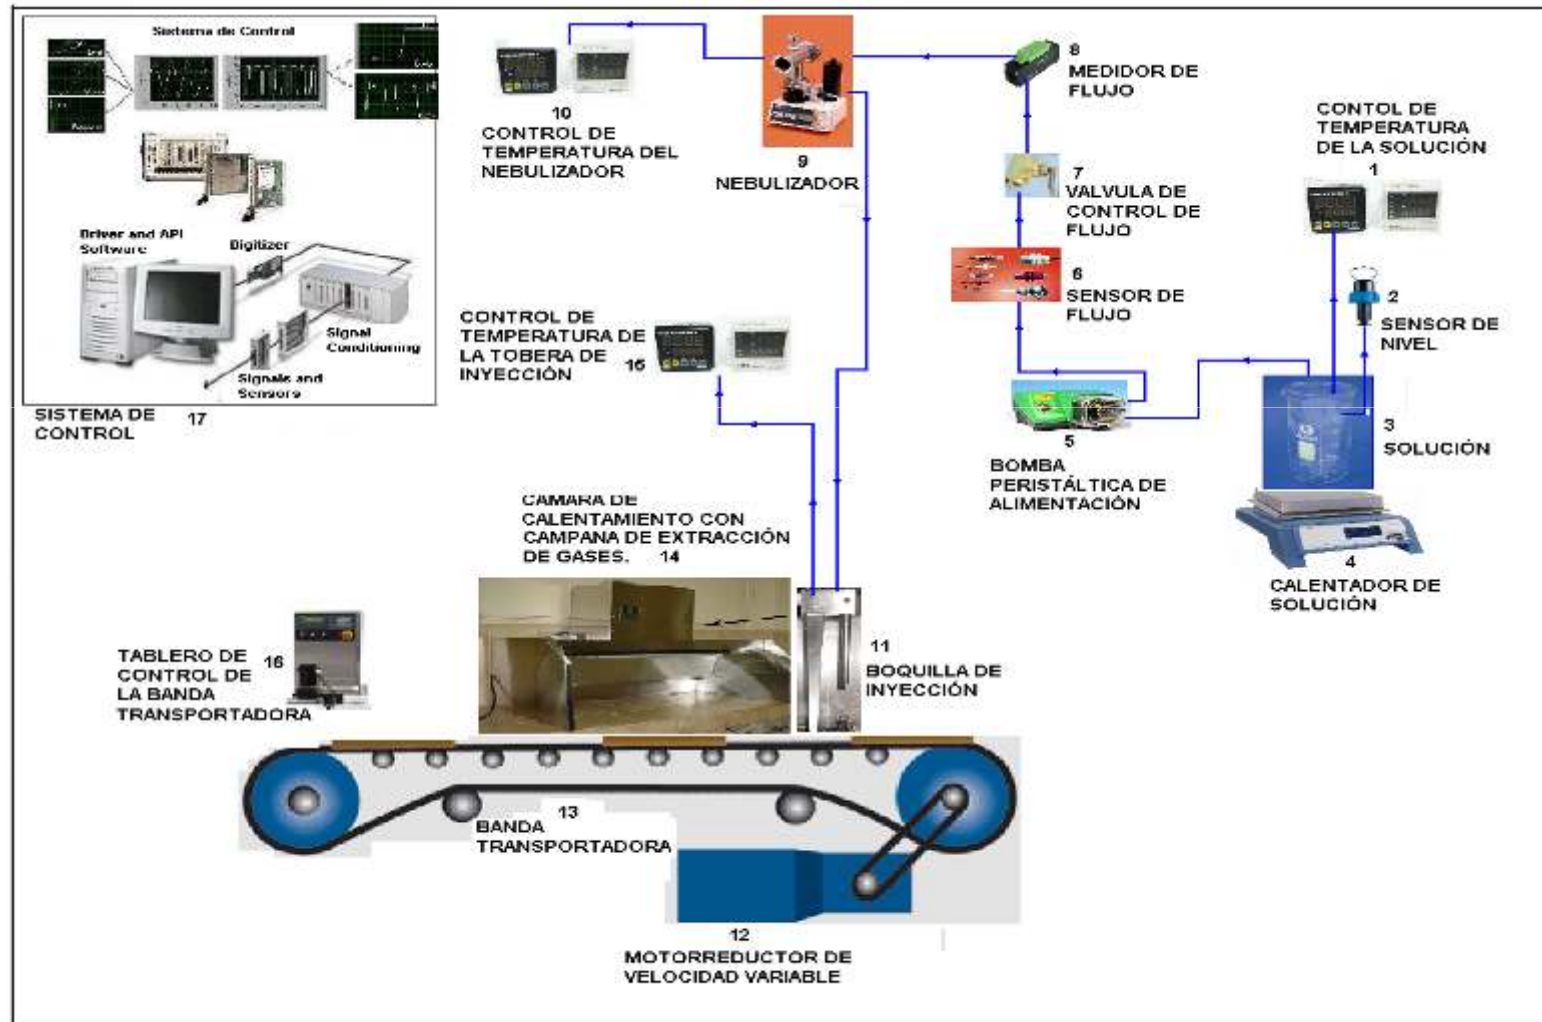 Sistema de Control
Driver and API
Software
Digitizer
Signal
Conditioning
Signals and
Sensors
SISTEMA DE
CONTROL
17
10
CONTROL DE
TEMPERATURA DEL
NEBULIZADOR
9
NEBULIZADOR
8
MEDIDOR DE
FLUJO
7
VALVULA DE
CONTROL DE
FLUJO
6
SENSOR DE
FLUJO
CONTOL DE
TEMPERATURA
DE LA SOLUCIÓN
1
2
SENSOR DE
NIVEL
3
SOLUCIÓN
4
CALENTADOR DE
SOLUCIÓN
5
BOMBA
PERISTÁLTICA DE
ALIMENTACIÓN
CONTROL DE
TEMPERATURA DE
LA TOBERA DE
INYECCIÓN
15
CAMARA DE
CALENTAMIENTO CON
CAMPANA DE EXTRACCIÓN
DE GASES. 14
11
BOQUILLA DE
INYECCIÓN
TABLERO DE
CONTROL DE
LA BANDA
TRANSPORTADORA
16
13
BANDA
TRANSPORTADORA
12
MOTORREDUCTOR DE
VELOCIDAD VARIABLE